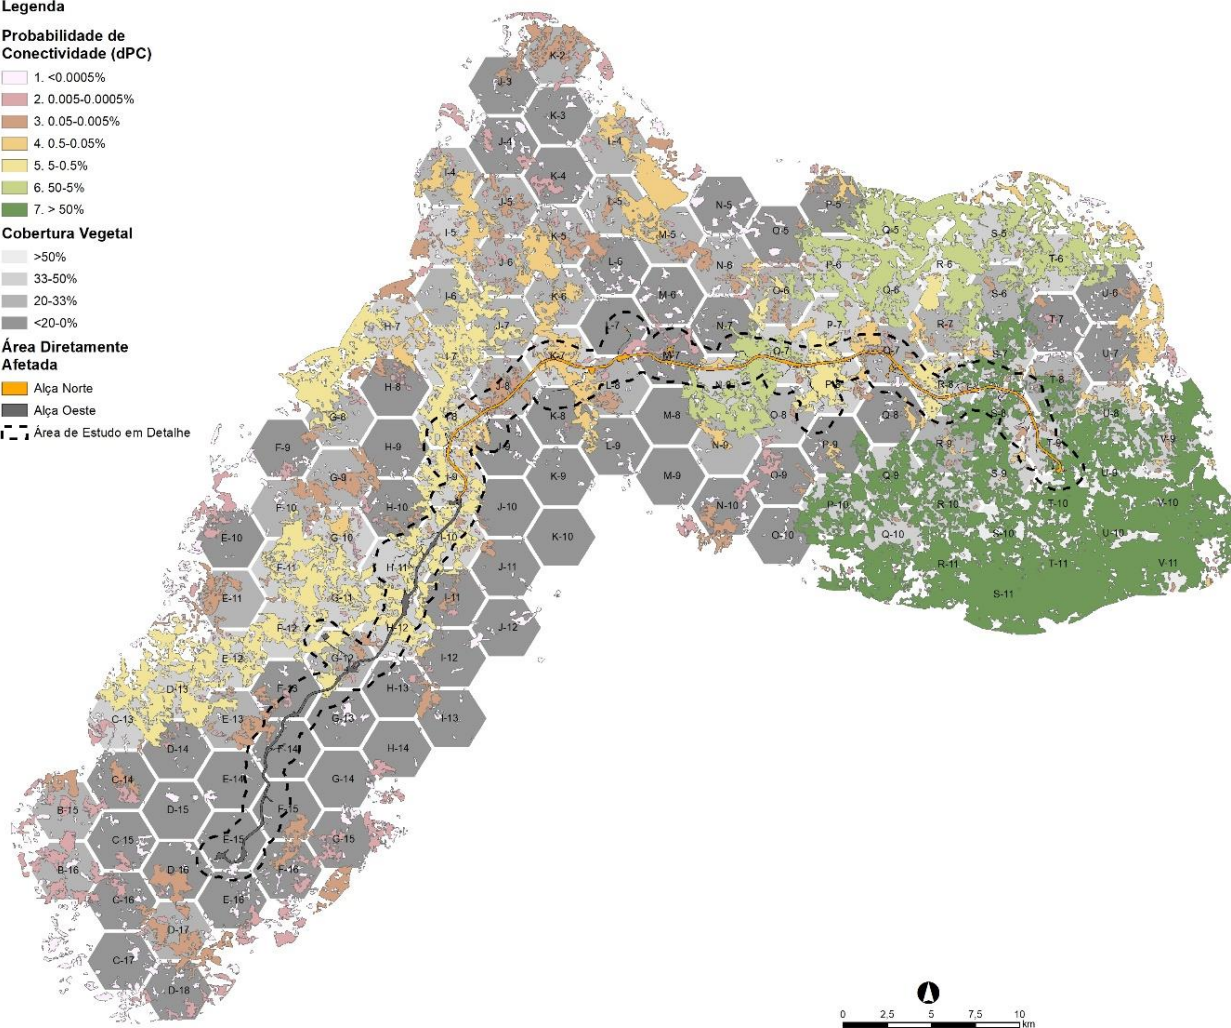 Legenda
Probabilidade de
Conectividade (dPC)
1. <0.0005%
2. 0.005-0.0005%
3. 0.05-0.005%
4. 0.5-0.05%
5. 5-0.5%
6. 50-5%
7. > 50%
Cobertura Vegetal
>50%
33-50%
20-33%
<20-0%
Área Diretamente
Afetada
Alça Norte
Alça Oeste
Área de Estudo em Detalhe
K-2
J-3
K-3
J-4
L-4
I-4
K-4
J-5
L-5
N-5
P-5
I-5
K-5
M-5
O-5
Q-5
S-5
J-6
L-6
N-6
P-6
R-6
T-6
I-6
K-6
M-6
O-6
Q-6
S-6
U-6
H-7
J-7
L-7
N-7
P-7
R-7
T-7
I-7
K-7
M-7
O-7
Q-7
S-7
U-7
H-8
J-8
L-8
N-8
P-8
R-8
T-8
G-8
I-8
K-8
M-8
O-8
Q-8
S-8
U-8
F-9
H-9
J-9
L-9
N-9
P-9
R-9
T-9
V-9
G-9
I-9
K-9
M-9
O-9
Q-9
S-9
U-9
F-10
H-10
J-10
N-10
P-10
R-10
T-10
V-10
E-10
G-10
I-10
K-10
O-10
Q-10
S-10
U-10
F-11
H-11
J-11
R-11
T-11
V-11
E-11
G-11
I-11
S-11
F-12
H-12
J-12
E-12
G-12
I-12
D-13
F-13
H-13
C-13
E-13
G-13
I-13
D-14
F-14
H-14
C-14
E-14
G-14
B-15
D-15
F-15
C-15
E-15
G-15
B-16
D-16
F-16
C-16
E-16
D-17
C-17
D-18
0 2,5 5 7,5 10
km